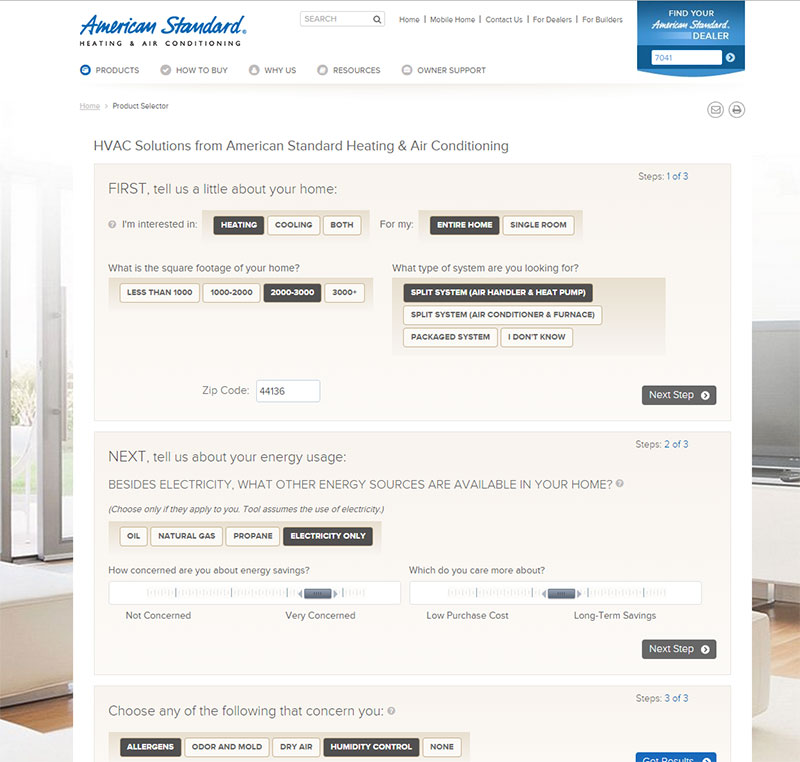 American Standard®
HEATING & AIR CONDITIONING
SEARCH
Home | Mobile Home | Contact Us | For Dealers | For Builders
FIND YOUR
American Standard.
DEALER
7041
PRODUCTS HOW TO BUY WHY US RESOURCES OWNER SUPPORT
Home > Product Selector
HVAC Solutions from American Standard Heating & Air Conditioning
Steps: 1 of 3
FIRST, tell us a little about your home:
I'm interested in: HEATING COOLING BOTH For my: ENTIRE HOME SINGLE ROOM
What is the square footage of your home?
LESS THAN 1000 1000-2000 2000-3000 3000+
What type of system are you looking for?
SPLIT SYSTEM (AIR HANDLER & HEAT PUMP)
SPLIT SYSTEM (AIR CONDITIONER & FURNACE)
PACKAGED SYSTEM I DON'T KNOW
Zip Code: 44136
Next Step
Steps: 2 of 3
NEXT, tell us about your energy usage:
BESIDES ELECTRICITY, WHAT OTHER ENERGY SOURCES ARE AVAILABLE IN YOUR HOME?
(Choose only if they apply to you. Tool assumes the use of electricity.)
OIL NATURAL GAS PROPANE ELECTRICITY ONLY
How concerned are you about energy savings?
Not Concerned Very Concerned
Which do you care more about?
Low Purchase Cost Long-Term Savings
Next Step
Steps: 3 of 3
Choose any of the following that concern you:
ALLERGENS ODOR AND MOLD DRY AIR HUMIDITY CONTROL NONE
Get Results